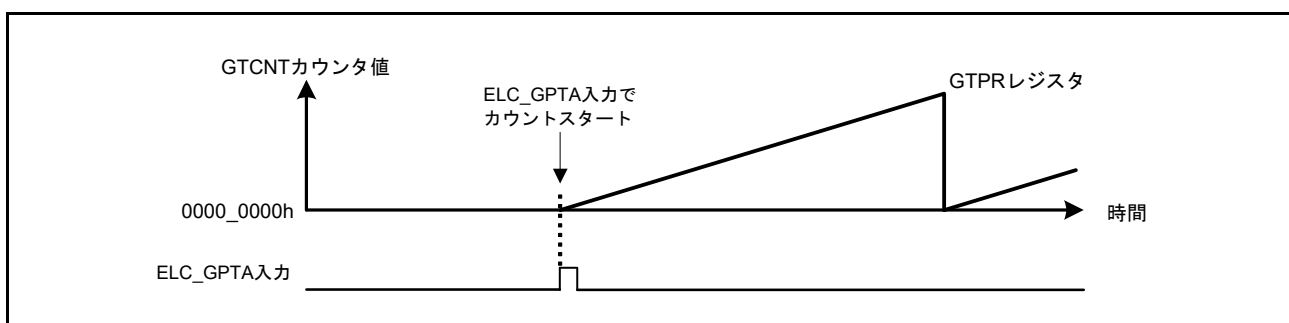 GTCNTカウンタ値
ELC_GPTA入力で
カウントスタート
GTPRレジスタ
0000_0000h
時間
ELC_GPTA入力